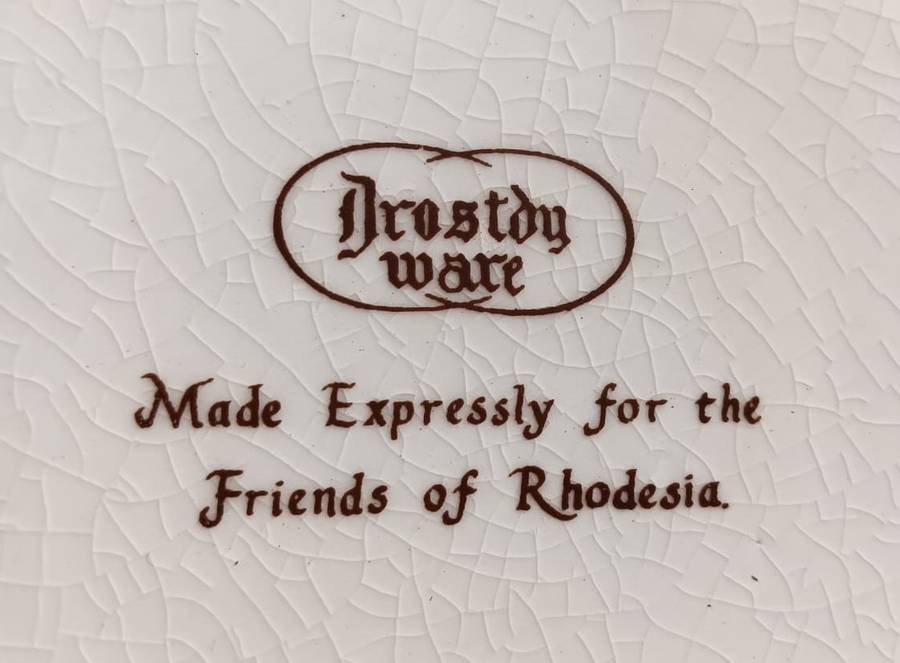 Drostdy
ware
Made Expressly for the
Friends of Rhodesia.